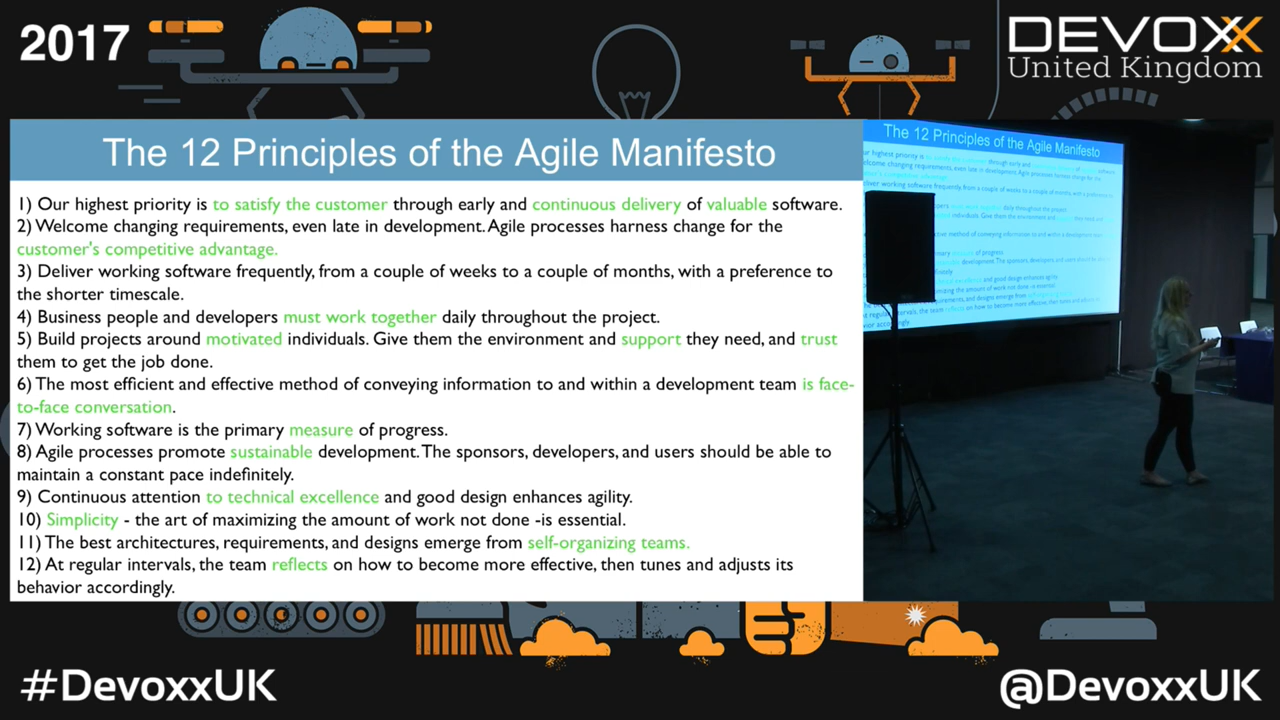 2017
DEVOXX
United Kingdom
The 12 Principles of the Agile Manifesto
1) Our highest priority is to satisfy the customer through early and continuous delivery of valuable software.
2) Welcome changing requirements, even late in development. Agile processes harness change for the
customer's competitive advantage.
3) Deliver working software frequently, from a couple of weeks to a couple of months, with a preference to
the shorter timescale.
4) Business people and developers must work together daily throughout the project.
5) Build projects around motivated individuals. Give them the environment and support they need, and trust
them to get the job done.
6) The most efficient and effective method of conveying information to and within a development team is face-
to-face conversation.
7) Working software is the primary measure of progress.
8) Agile processes promote sustainable development. The sponsors, developers, and users should be able to
maintain a constant pace indefinitely.
9) Continuous attention to technical excellence and good design enhances agility.
10) Simplicity - the art of maximizing the amount of work not done -is essential.
11) The best architectures, requirements, and designs emerge from self-organizing teams.
12) At regular intervals, the team reflects on how to become more effective, then tunes and adjusts its
behavior accordingly.
The 12 Principles of the Agile Manifesto
#DevoxxUK
@DevoxxUK